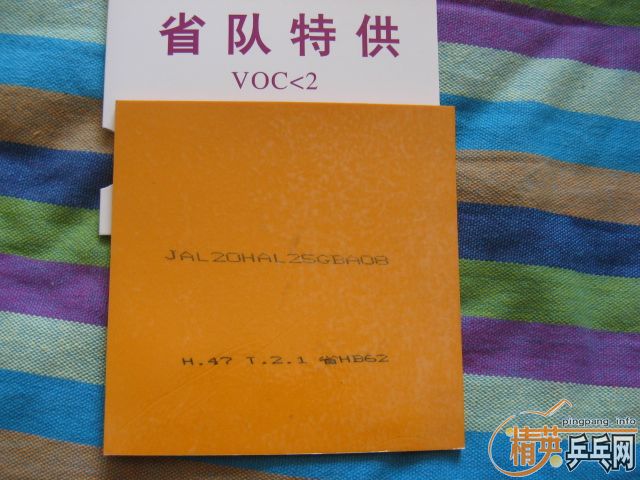 省队特供
VOC<2
JALZOHALZSGBA08
H.47 T.2.1 省HB62
pingpang.info
精英乒乓网